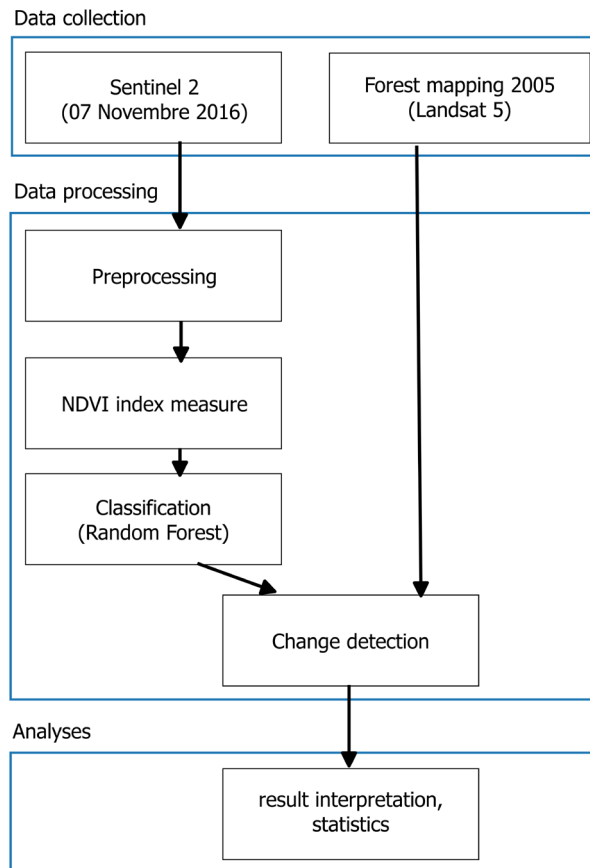 Data collection
Sentinel 2
(07 Novembre 2016)
Forest mapping 2005
(Landsat 5)
Data processing
Preprocessing
NDVI index measure
Classification
(Random Forest)
Change detection
Analyses
result interpretation,
statistics